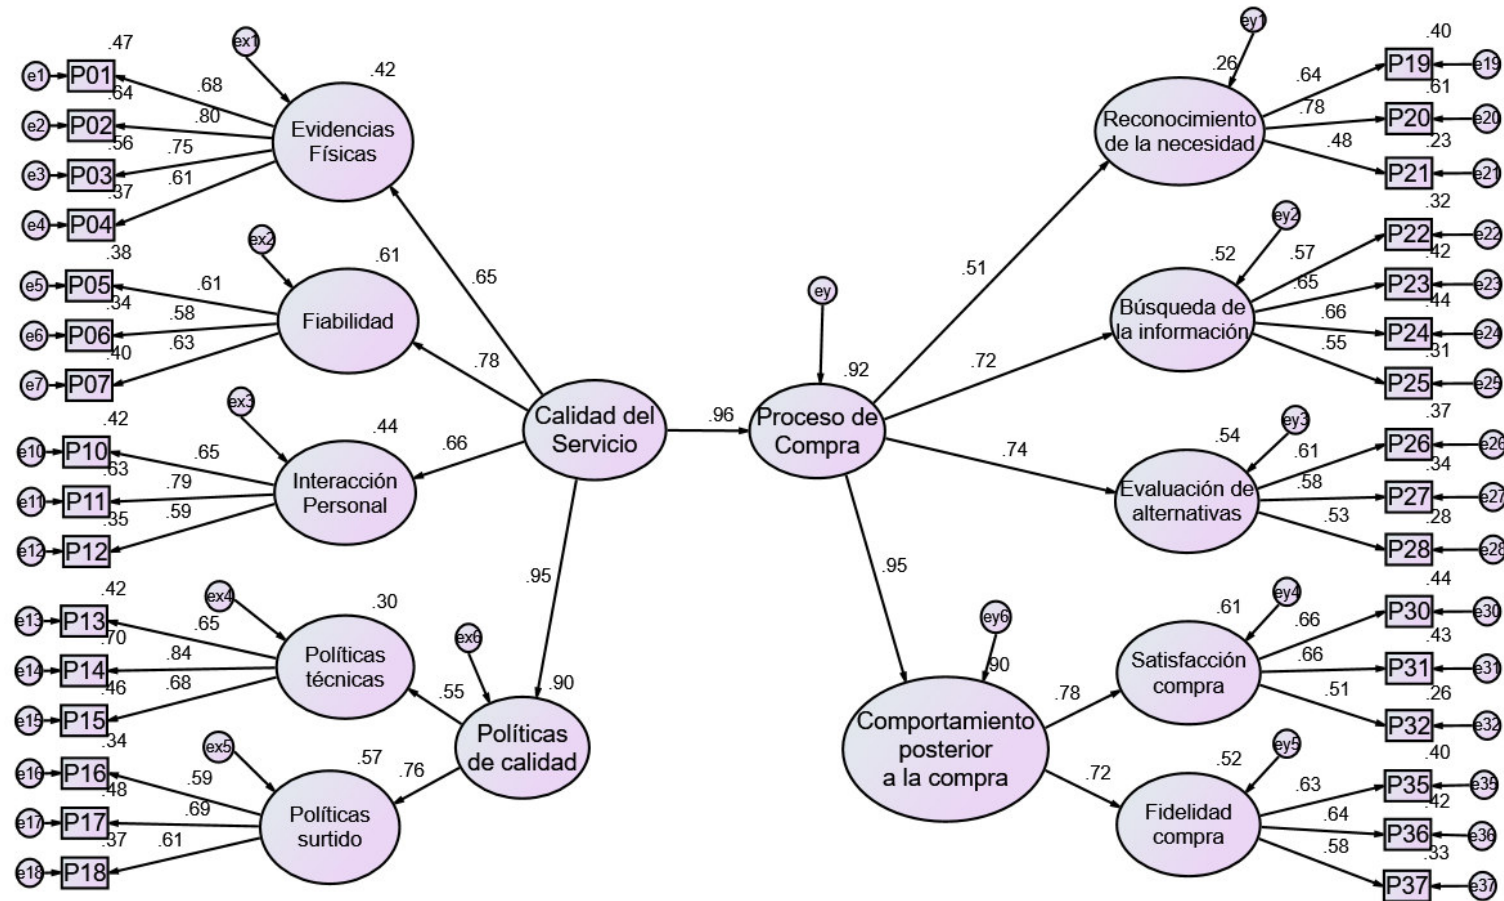 .47
ex1
.42
e1
P01
.68
.64
.80
e2
P02
Evidencias
Físicas
.56
.75
e3
P03
.61
.37
e4
P04
.38
ex2
.61
.65
e5
P05
.61
.34
.58
Fiabilidad
e6
P06
.63
.40
.78
e7
P07
ex3
.42
.44
e10
P10
.65
.66
.63
.79
Interacción
Personal
e11
P11
.59
.35
e12
P12
Calidad del
Servicio
.96
.95
.42
ex4
.30
e13
P13
.65
.70
.84
Políticas
técnicas
e14
P14
.68
.46
e15
P15
.55
ex6
.90
Políticas
de calidad
.34
ex5
.57
.76
e16
P16
.59
.48
.69
Políticas
surtido
e17
P17
.61
.37
e18
P18
ey
.92
Proceso de
Compra
.51
.72
.74
.95
ey1
.26
.40
Reconocimiento
de la necesidad
.64
P19
e19
.61
.78
P20
e20
.23
.48
P21
e21
ey2
.52
.32
Búsqueda de
la información
.57
P22
e22
.42
.65
P23
e23
.44
.66
P24
e24
.31
.55
P25
e25
ey3
.54
.37
Evaluación de
alternativas
.61
P26
e26
.34
.58
P27
e27
.28
.53
P28
e28
ey6
.90
Comportamiento
posterior
a la compra
.78
.72
ey4
.61
.44
Satisfacción
compra
.66
P30
e30
.43
.66
P31
e31
.26
.51
P32
e32
ey5
.52
.40
Fidelidad
compra
.63
P35
e35
.42
.64
P36
e36
.33
.58
P37
e37